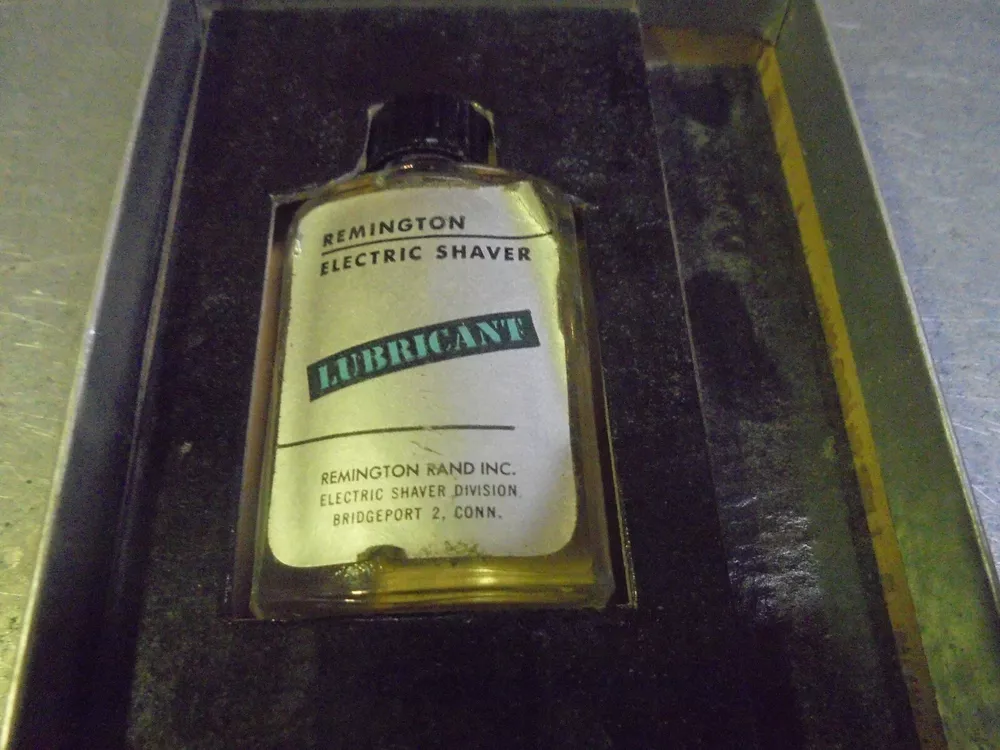 REMINGTON
ELECTRIC SHAVER
LUBRICANT
REMINGTON RAND INC.
ELECTRIC SHAVER DIVISION
BRIDGEPORT 2, CONN.